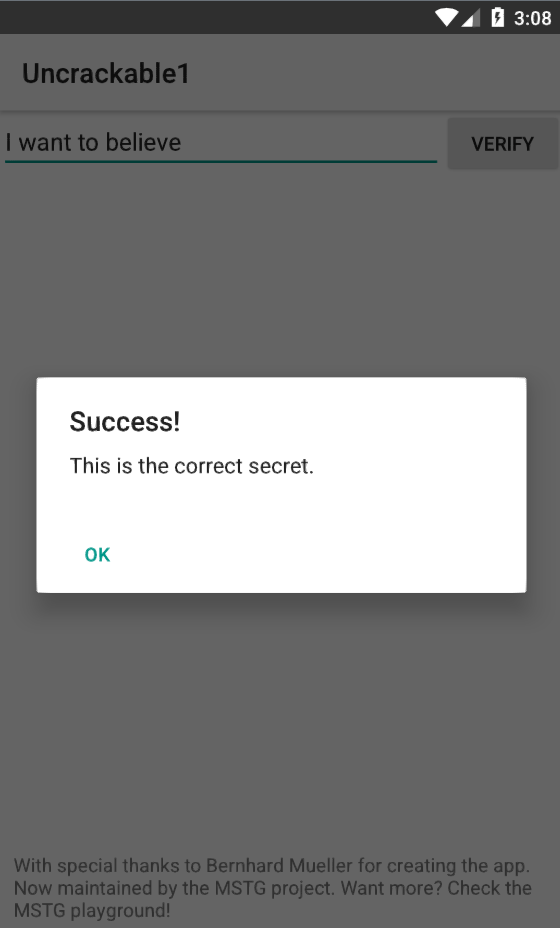 3:08
Uncrackable1
I want to believe
VERIFY
Success!
This is the correct secret.
OK
With special thanks to Bernhard Mueller for creating the app.
Now maintained by the MSTG project. Want more? Check the
MSTG playground!